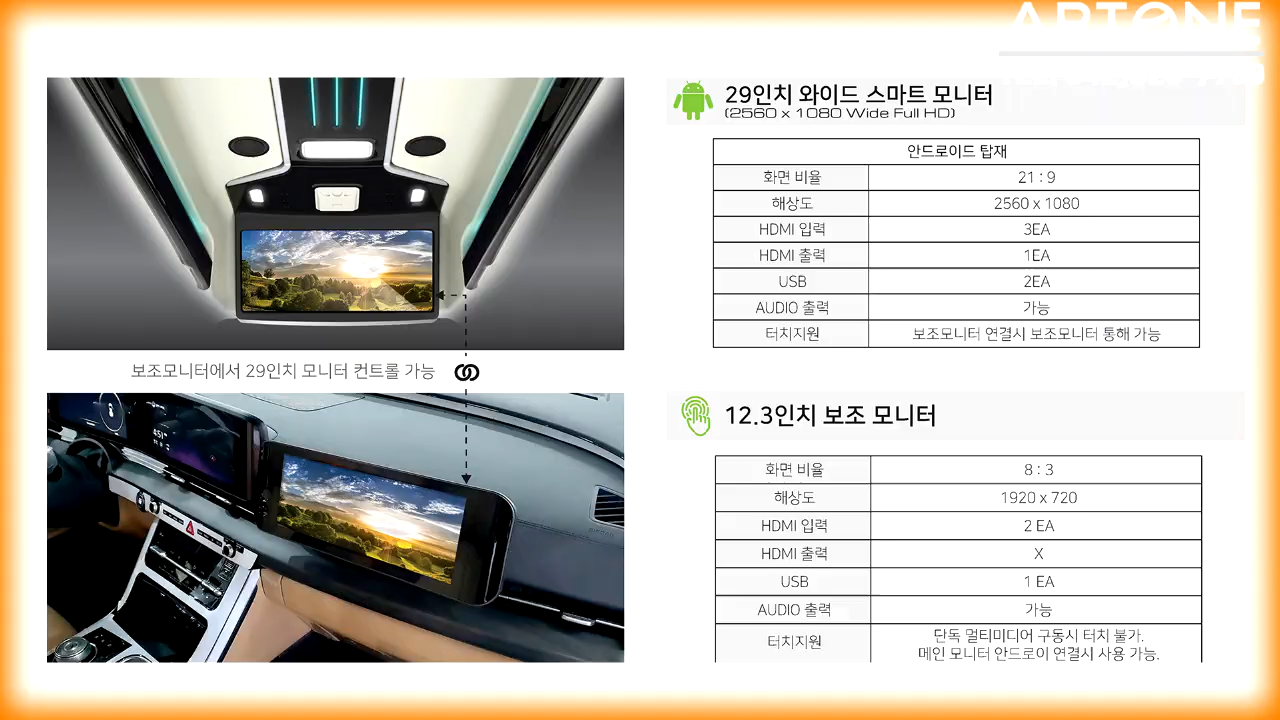 ARTONE
29인치 와이드 스마트 모니터
(2560 x 1080 Wide Full HD)
안드로이드 탑재
화면 비율 21 : 9
해상도 2560 x 1080
HDMI 입력 3EA
HDMI 출력 1EA
USB 2EA
AUDIO 출력 가능
터치지원 보조모니터 연결시 보조모니터 통해 가능
보조모니터에서 29인치 모니터 컨트롤 가능
12.3인치 보조 모니터
화면 비율 8 : 3
해상도 1920 x 720
HDMI 입력 2 EA
HDMI 출력 X
USB 1 EA
AUDIO 출력 가능
터치지원 단독 멀티미디어 구동시 터치 불가.
메인 모니터 안드로이 연결시 사용 가능.